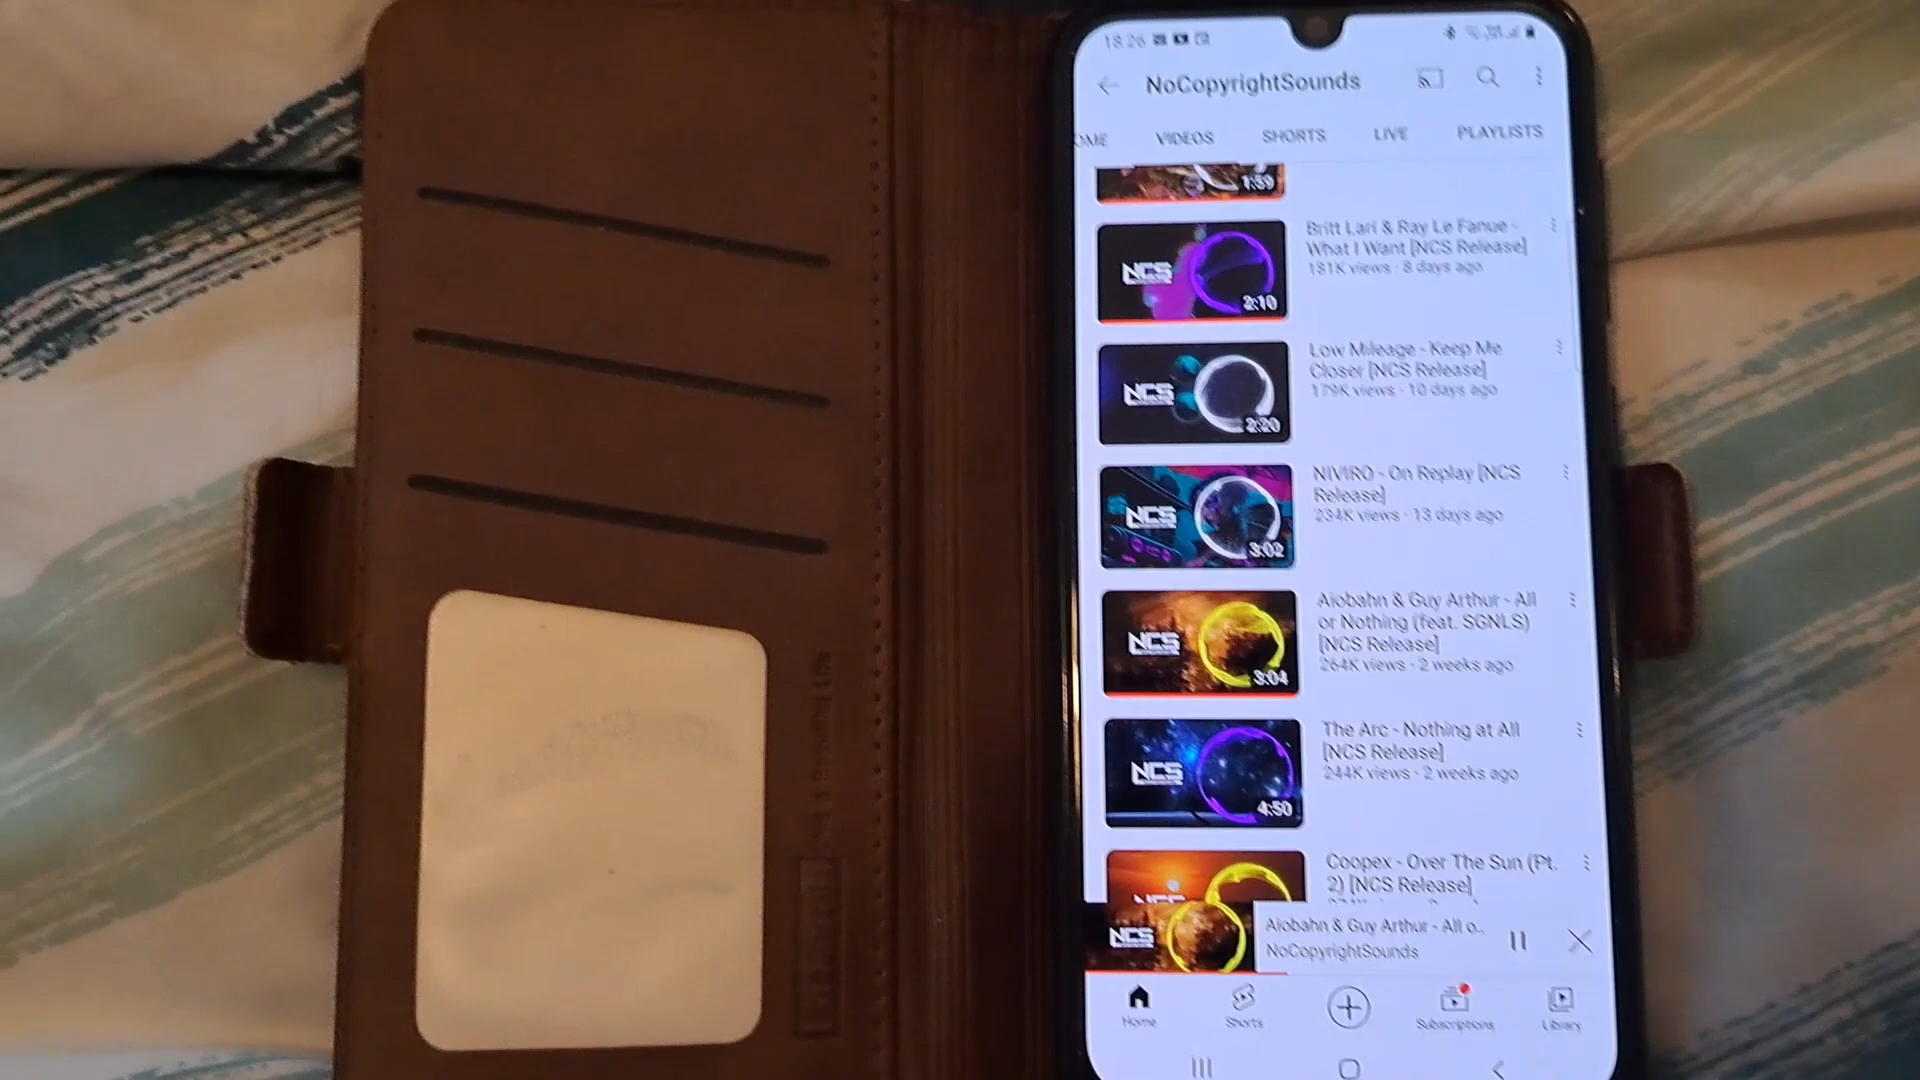 18:26
NoCopyrightSounds
OME VIDEOS SHORTS LIVE PLAYLISTS
1:59
Britt Lari & Ray Le Fanue -
What I Want [NCS Release]
181K views · 8 days ago
NCS
2:10
Low Mileage - Keep Me
Closer [NCS Release]
179K views · 10 days ago
NCS
2:20
NIVIRO - On Replay [NCS
Release]
234K views · 13 days ago
NCS
3:02
Aiobahn & Guy Arthur - All
or Nothing (feat. SGNLS)
[NCS Release]
264K views · 2 weeks ago
NCS
3:04
The Arc - Nothing at All
[NCS Release]
244K views · 2 weeks ago
NCS
4:50
Coopex - Over The Sun (Pt.
2) [NCS Release]
NCS
Aiobahn & Guy Arthur - All o..
NoCopyrightSounds
Home Shorts Subscriptions Library